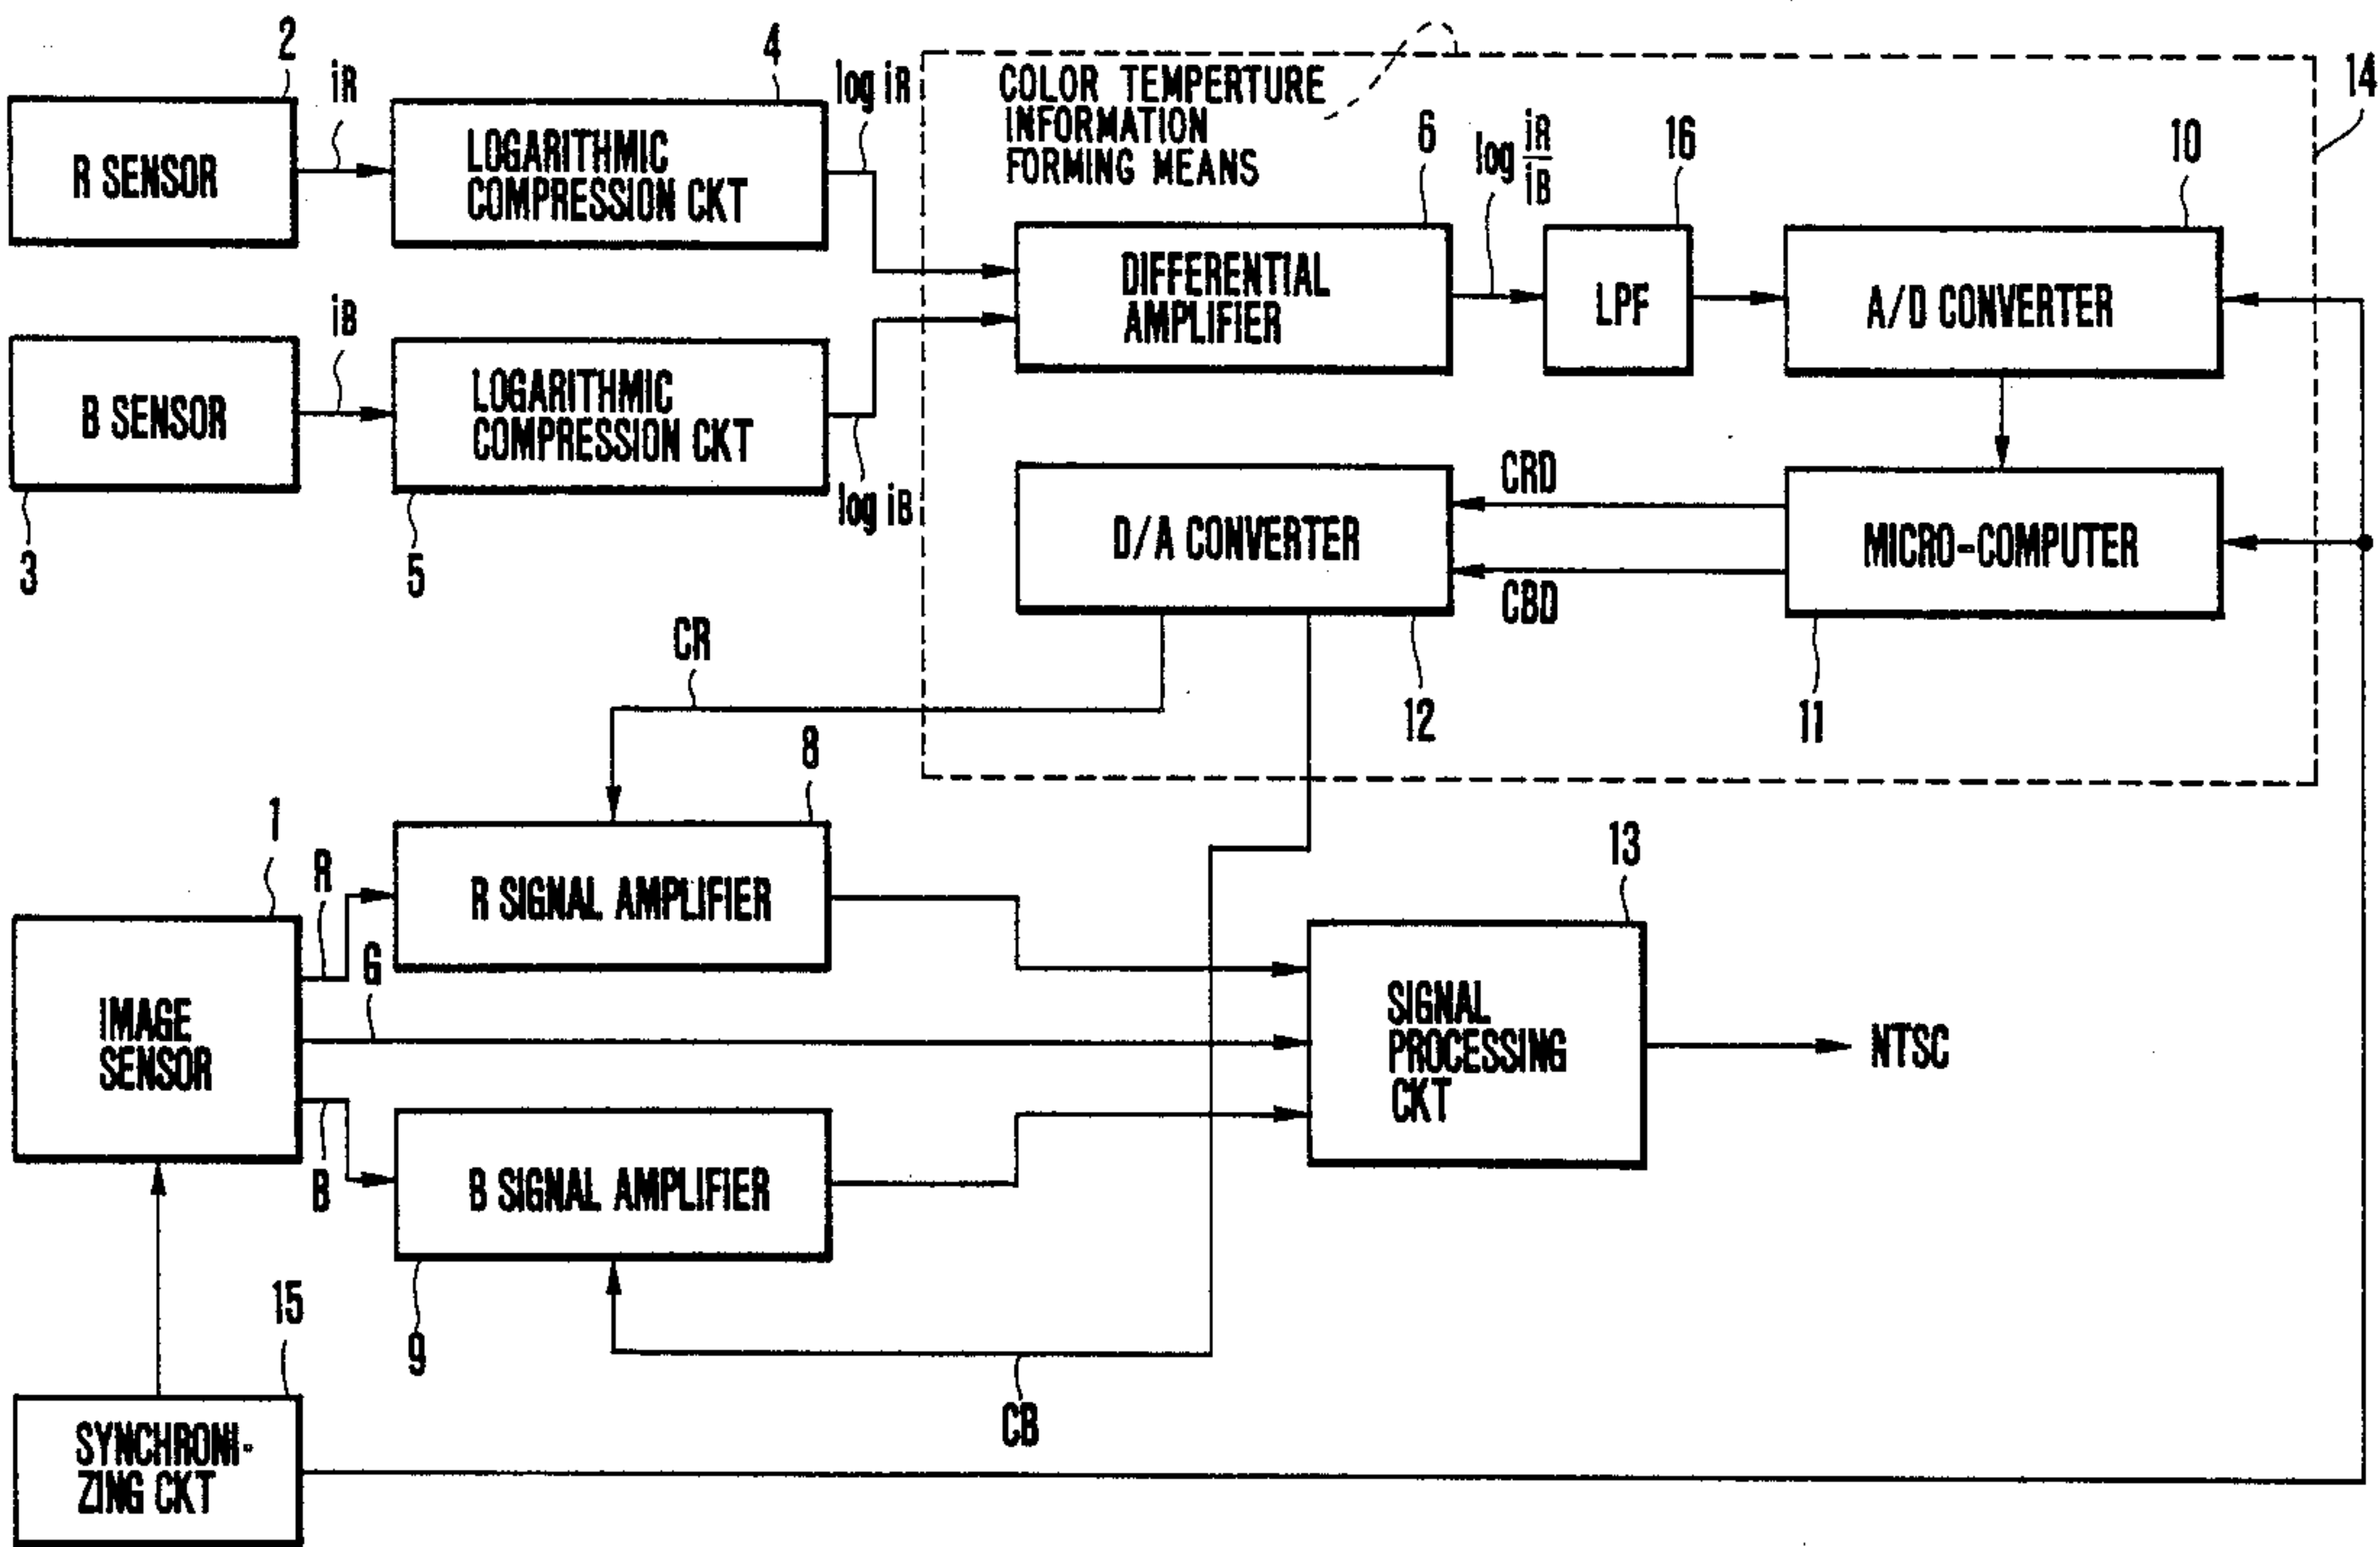 2
iR
4
log iR
R SENSOR
LOGARITHMIC
COMPRESSION CKT
COLOR TEMPERTURE
INFORMATION
FORMING MEANS
14
6
log iR/iB
16
10
DIFFERENTIAL
AMPLIFIER
LPF
A/D CONVERTER
iB
B SENSOR
LOGARITHMIC
COMPRESSION CKT
log iB
3
5
D/A CONVERTER
CRD
CBD
MICRO-COMPUTER
12
11
CR
8
1
R
R SIGNAL AMPLIFIER
13
G
IMAGE
SENSOR
SIGNAL
PROCESSING
CKT
NTSC
B
B SIGNAL AMPLIFIER
9
15
CB
SYNCHRONI-
ZING CKT